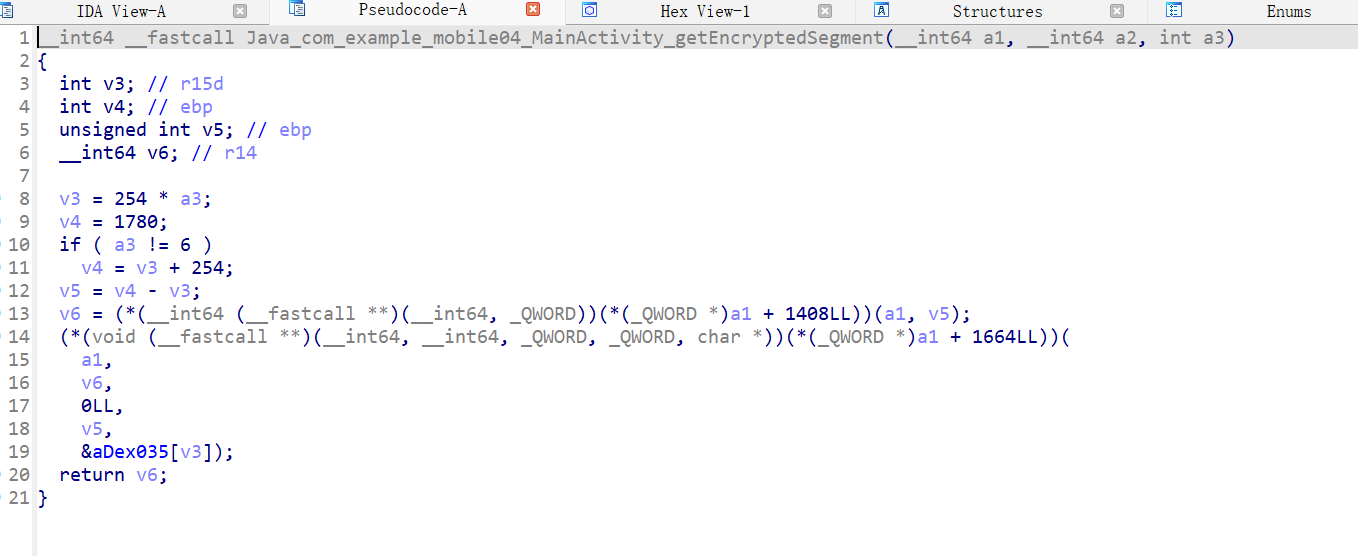 IDA View-A Pseudocode-A Hex View-1 Structures Enums
1 __int64 __fastcall Java_com_example_mobile04_MainActivity_getEncryptedSegment(__int64 a1, __int64 a2, int a3)
2 {
3 int v3; // r15d
4 int v4; // ebp
5 unsigned int v5; // ebp
6 __int64 v6; // r14
7
8 v3 = 254 * a3;
9 v4 = 1780;
10 if ( a3 != 6 )
11 v4 = v3 + 254;
12 v5 = v4 - v3;
13 v6 = (*(__int64 (__fastcall **)(__int64, _QWORD))(*(_QWORD *)a1 + 1408LL))(a1, v5);
14 (*(void (__fastcall **)(__int64, __int64, _QWORD, _QWORD, char *))(*(_QWORD *)a1 + 1664LL))(
15 a1,
16 v6,
17 0LL,
18 v5,
19 &aDex035[v3]);
20 return v6;
21 }